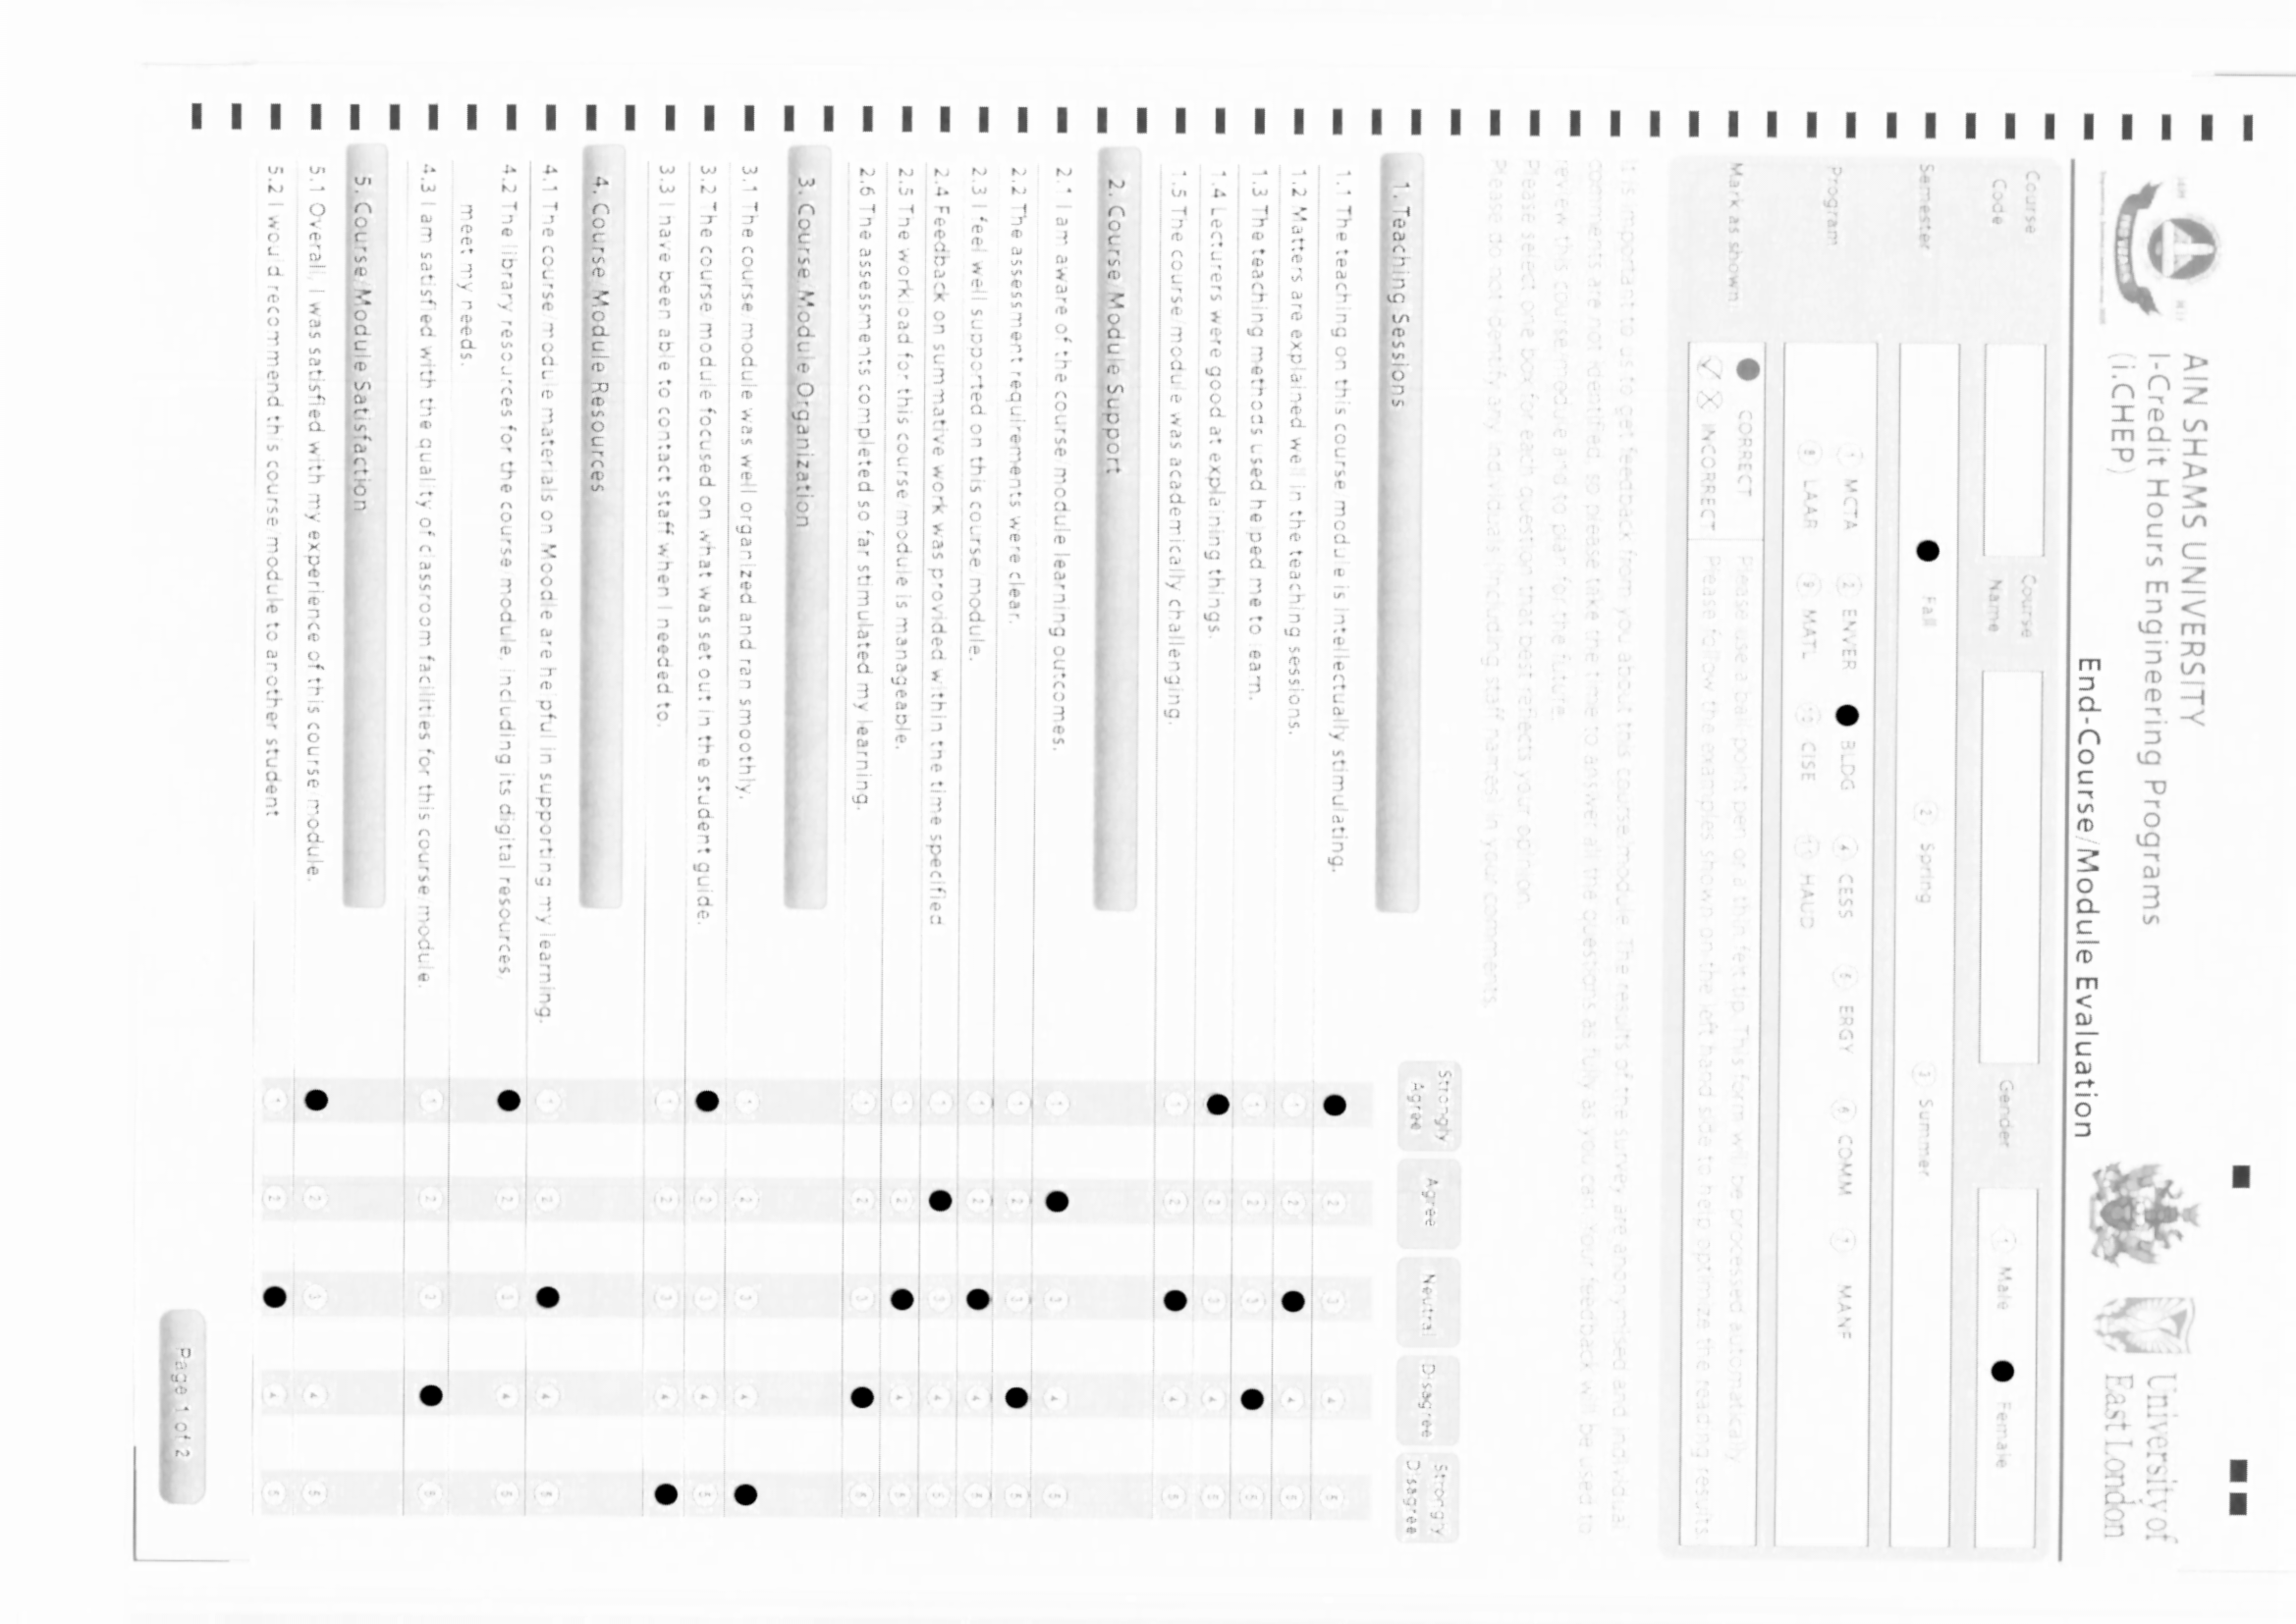 AIN SHAMS UNIVERSITY
I-Credit Hours Engineering Programs
(i.CHEP)
University of
East London
End-Course/Module Evaluation
Course
Code
Course
Name
Gender
1 Male
Female
Semester
Fall
2 Spring
3 Summer
Program
1 MCTA 2 ENVER BLDG 4 CESS 5 ERGY 6 COMM 7 MANF
8 LAAR 9 MATL 10 CISE 11 HAUD
Mark as shown
CORRECT
INCORRECT
Please use a ball point pen or a thin felt tip. This form will be processed automatically
Please follow the examples shown on the left hand side to help optimize the reading results
It is important to us to get feedback from you about this course/module. The results of the survey are anonymised and individual
comments are not identified, so please take the time to answer all the questions as fully as you can. Your feedback will be used to
review this course/module and to plan for the future.
Please select one box for each question that best reflects your opinion
Please do not identify any individuals (including staff names) in your comments
Strongly
Agree
Agree
Neutral
Disagree
Strongly
Disagree
1. Teaching Sessions
1.1 The teaching on this course/module is intellectually stimulating.
2 3 4 5
1.2 Matters are explained well in the teaching sessions.
1 2 4 5
1.3 The teaching methods used helped me to learn.
1 2 3 5
1.4 Lecturers were good at explaining things.
2 3 4 5
1.5 The course/module was academically challenging.
1 2 4 5
2. Course/Module Support
2.1 I am aware of the course/module learning outcomes.
1 3 4 5
2.2 The assessment requirements were clear.
1 2 3 5
2.3 I feel well supported on this course/module.
1 2 4 5
2.4 Feedback on summative work was provided within the time specified
1 3 4 5
2.5 The workload for this course/module is manageable.
1 2 4 5
2.6 The assessments completed so far stimulated my learning.
1 2 3 5
3. Course/Module Organization
3.1 The course/module was well organized and ran smoothly.
1 2 3 4
3.2 The course/module focused on what was set out in the student guide.
2 3 4 5
3.3 I have been able to contact staff when I needed to.
1 2 3 4
4. Course/Module Resources
4.1 The course/module materials on Moodle are helpful in supporting my learning.
1 2 4 5
4.2 The library resources for the course/module, including its digital resources,
meet my needs.
2 3 4 5
4.3 I am satisfied with the quality of classroom facilities for this course/module.
1 2 3 5
5. Course/Module Satisfaction
5.1 Overall, I was satisfied with my experience of this course/module.
2 3 4 5
5.2 I would recommend this course/module to another student
1 2 4 5
Page 1 of 2